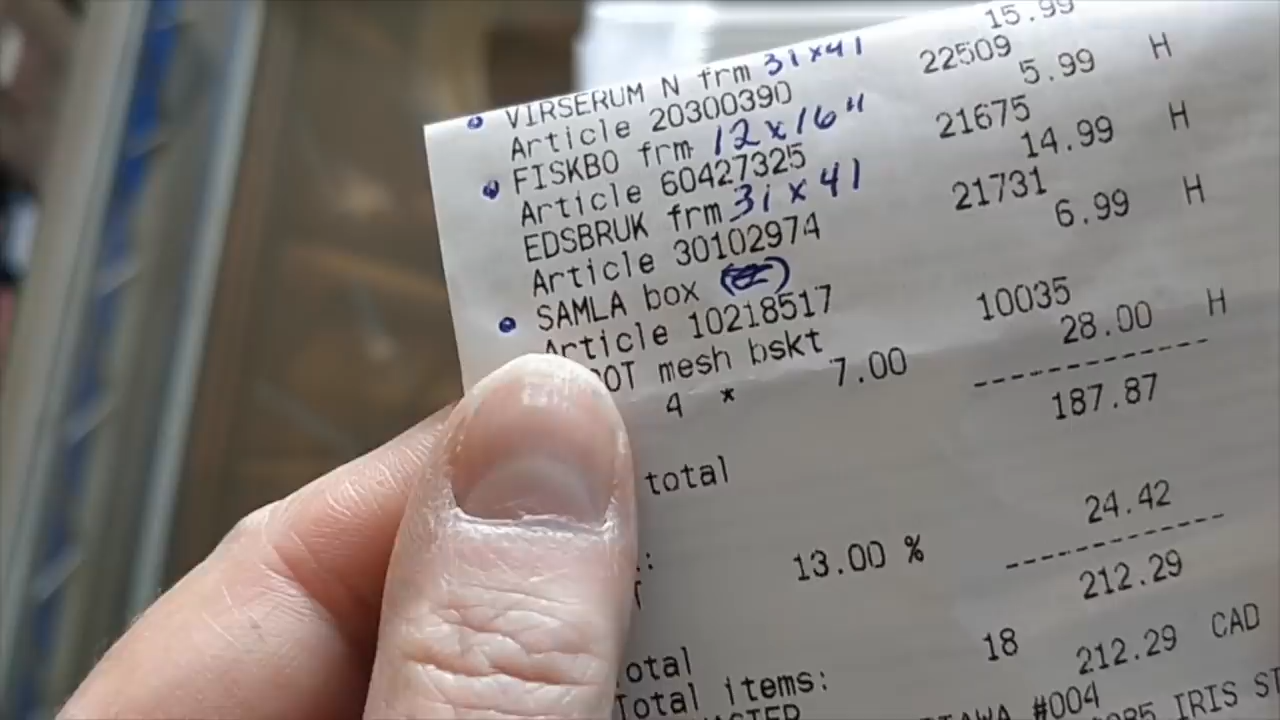 15.99
VIRSERUM N frm 31x41
Article 20300390 22509
FISKBO frm 12x16" 5.99 H
Article 60427325 21675
EDSBRUK frm 31x41 14.99 H
Article 30102974 21731
SAMLA box 6.99 H
Article 10218517 10035
mesh bskt 28.00 H
4 * 7.00
------------
total 187.87
24.42
13.00 %
------------
212.29
total items: 18
212.29 CAD
#004
IRIS